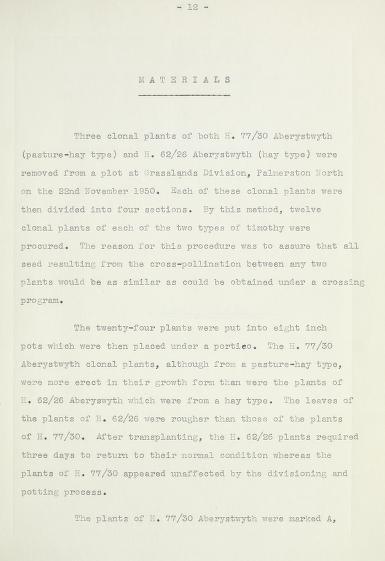 - 12 -
M A T E R I A L S
Three clonal plants of both H. 77/30 Aberystwyth
(pasture-hay type) and H. 62/26 Aberystwyth (hay type) were
removed from a plot at Grasslands Division, Palmerston North
on the 22nd November 1950. Each of these clonal plants were
then divided into four sections. By this method, twelve
clonal plants of each of the two types of timothy were
procured. The reason for this procedure was to assure that all
seed resulting from the cross-pollination between any two
plants would be as similar as could be obtained under a crossing
program.
The twenty-four plants were put into eight inch
pots which were then placed under a portico. The H. 77/30
Aberystwyth clonal plants, although from a pasture-hay type,
were more erect in their growth form than were the plants of
H. 62/26 Aberyswyth which were from a hay type. The leaves of
the plants of H. 62/26 were rougher than those of the plants
of H. 77/30. After transplanting, the H. 62/26 plants required
three days to return to their normal condition whereas the
plants of H. 77/30 appeared unaffected by the divisioning and
potting process.
The plants of H. 77/30 Aberystwyth were marked A,